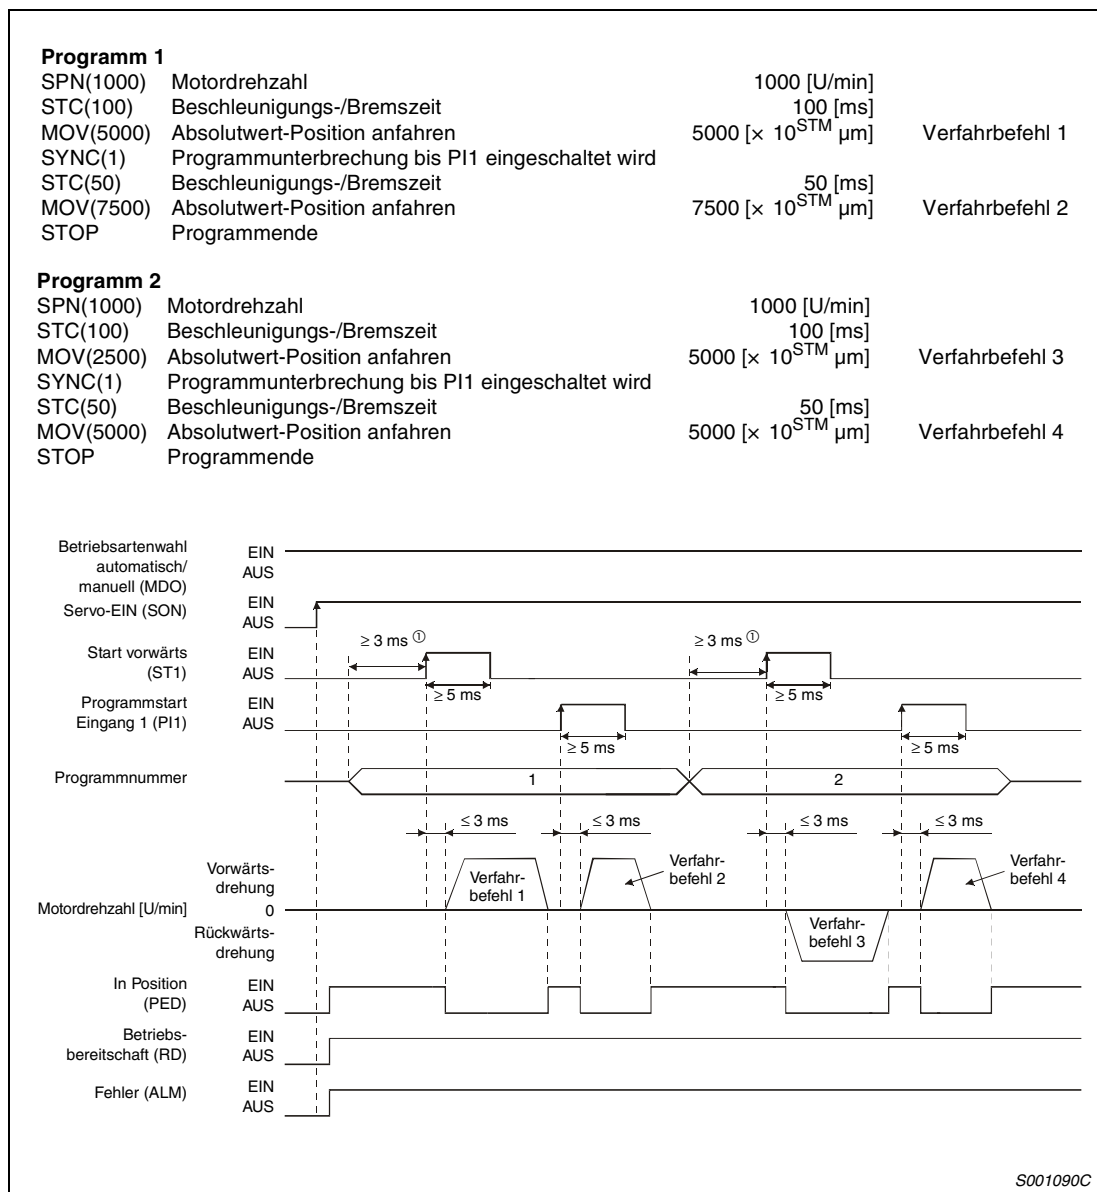 Programm 1
SPN(1000) Motordrehzahl 1000 [U/min]
STC(100) Beschleunigungs-/Bremszeit 100 [ms]
MOV(5000) Absolutwert-Position anfahren 5000 [× 10^STM µm] Verfahrbefehl 1
SYNC(1) Programmunterbrechung bis PI1 eingeschaltet wird
STC(50) Beschleunigungs-/Bremszeit 50 [ms]
MOV(7500) Absolutwert-Position anfahren 7500 [× 10^STM µm] Verfahrbefehl 2
STOP Programmende
Programm 2
SPN(1000) Motordrehzahl 1000 [U/min]
STC(100) Beschleunigungs-/Bremszeit 100 [ms]
MOV(2500) Absolutwert-Position anfahren 5000 [× 10^STM µm] Verfahrbefehl 3
SYNC(1) Programmunterbrechung bis PI1 eingeschaltet wird
STC(50) Beschleunigungs-/Bremszeit 50 [ms]
MOV(5000) Absolutwert-Position anfahren 5000 [× 10^STM µm] Verfahrbefehl 4
STOP Programmende
Betriebsartenwahl
automatisch/
manuell (MDO)
EIN
AUS
Servo-EIN (SON)
EIN
AUS
Start vorwärts
(ST1)
EIN
AUS
≥ 3 ms ①
≥ 5 ms
≥ 3 ms ①
≥ 5 ms
Programmstart
Eingang 1 (PI1)
EIN
AUS
≥ 5 ms
≥ 5 ms
Programmnummer
1
2
≤ 3 ms
≤ 3 ms
≤ 3 ms
≤ 3 ms
Vorwärts-
drehung
Motordrehzahl [U/min]
0
Rückwärts-
drehung
Verfahr-
befehl 1
Verfahr-
befehl 2
Verfahr-
befehl 3
Verfahr-
befehl 4
In Position
(PED)
EIN
AUS
Betriebs-
bereitschaft (RD)
EIN
AUS
Fehler (ALM)
EIN
AUS
S001090C